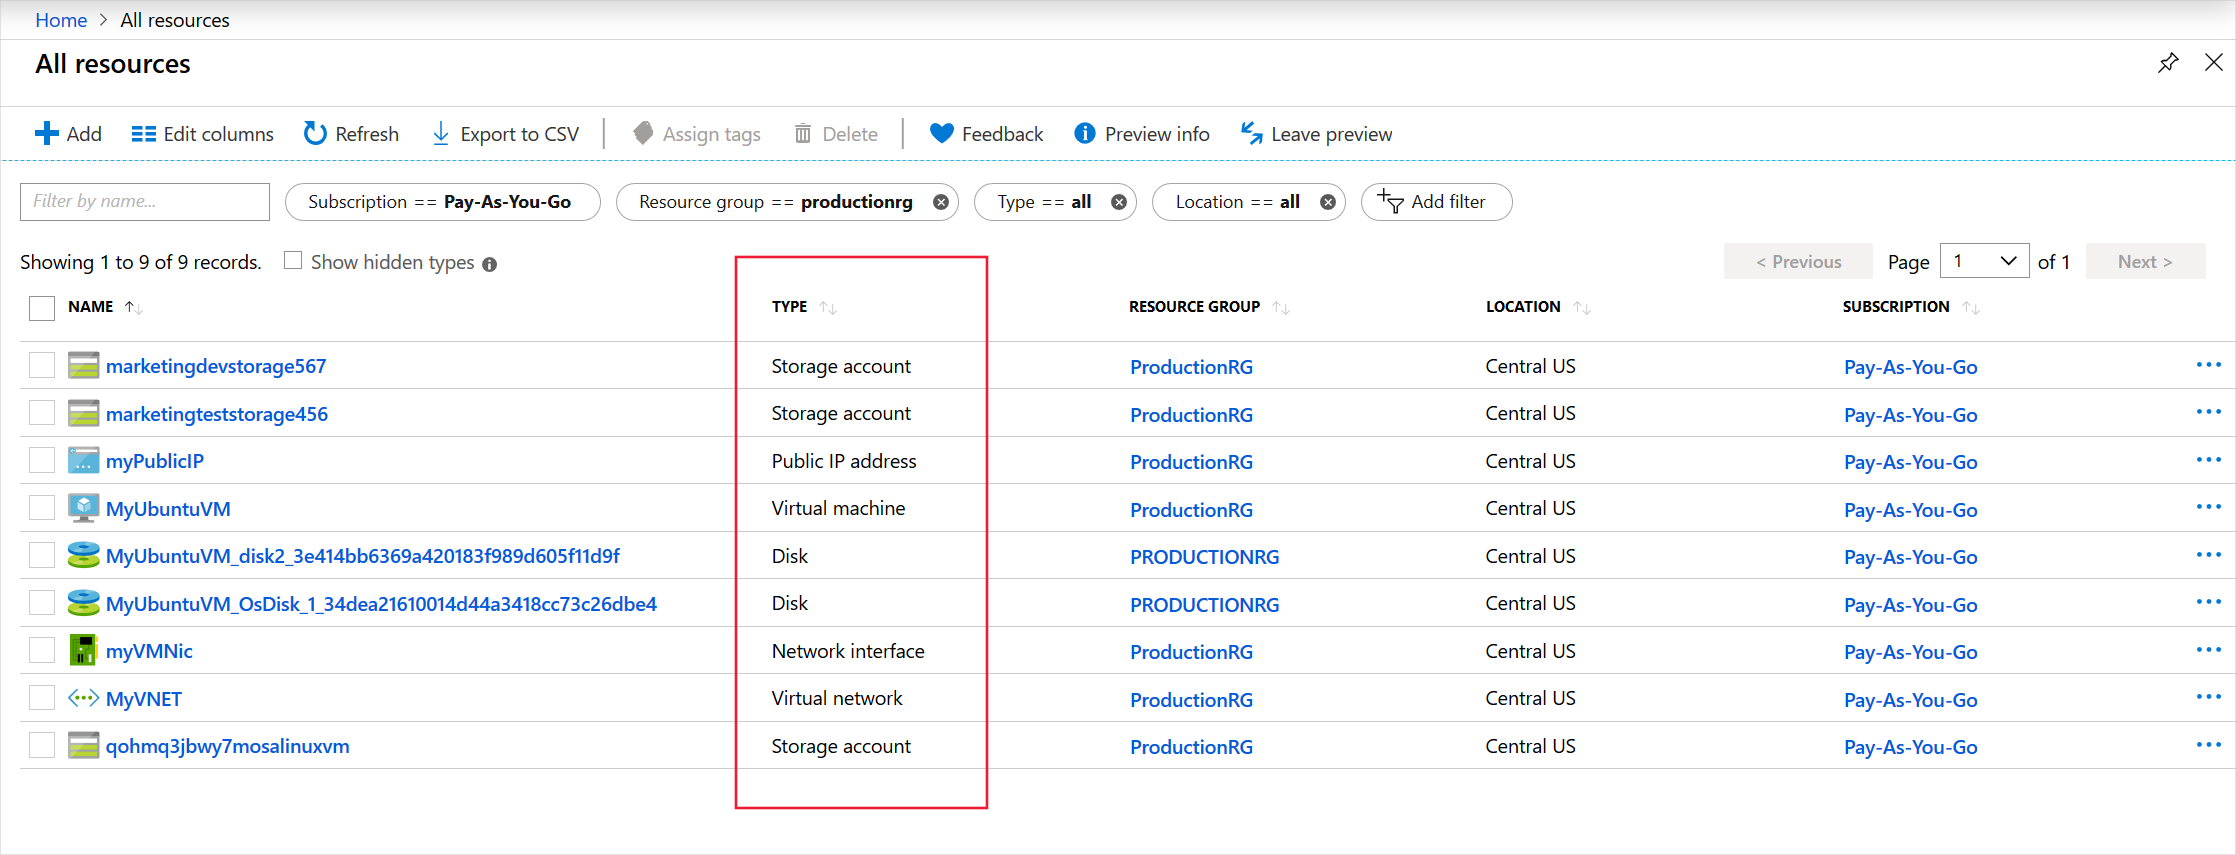 Home > All resources
All resources
Add Edit columns Refresh Export to CSV Assign tags Delete Feedback Preview info Leave preview
Filter by name... Subscription == Pay-As-You-Go Resource group == productionrg Type == all Location == all Add filter
Showing 1 to 9 of 9 records. Show hidden types < Previous Page 1 of 1 Next >
NAME TYPE RESOURCE GROUP LOCATION SUBSCRIPTION
marketingdevstorage567 Storage account ProductionRG Central US Pay-As-You-Go
marketingteststorage456 Storage account ProductionRG Central US Pay-As-You-Go
myPublicIP Public IP address ProductionRG Central US Pay-As-You-Go
MyUbuntuVM Virtual machine ProductionRG Central US Pay-As-You-Go
MyUbuntuVM_disk2_3e414bb6369a420183f989d605f11d9f Disk PRODUCTIONRG Central US Pay-As-You-Go
MyUbuntuVM_OsDisk_1_34dea21610014d44a3418cc73c26dbe4 Disk PRODUCTIONRG Central US Pay-As-You-Go
myVMNic Network interface ProductionRG Central US Pay-As-You-Go
MyVNET Virtual network ProductionRG Central US Pay-As-You-Go
qohmq3jbwy7mosalinuxvm Storage account ProductionRG Central US Pay-As-You-Go